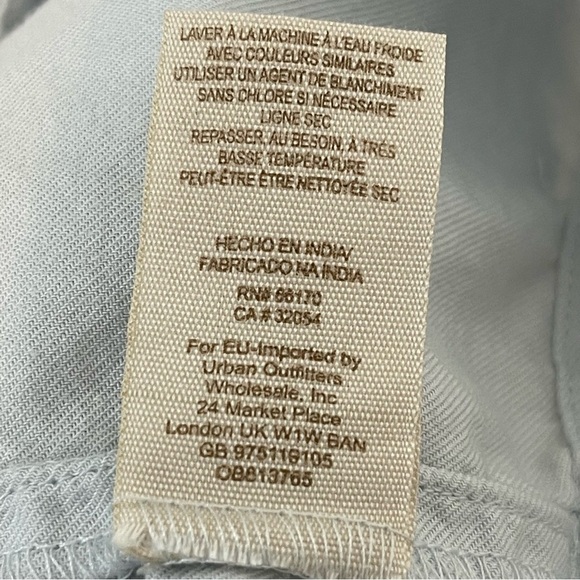 LAVER À LA MACHINE À L'EAU FROIDE
AVEC COULEURS SIMILAIRES
UTILISER UN AGENT DE BLANCHIMENT
SANS CHLORE SI NÉCESSAIRE
LIGNE SEC
REPASSER, AU BESOIN, À TRÈS
BASSE TEMPÉRATURE
PEUT-ÊTRE ÊTRE NETTOYÉE SEC
HECHO EN INDIA/
FABRICADO NA INDIA
RN# 66170
CA # 32054
For EU-Imported by
Urban Outfitters
Wholesale, Inc
24 Market Place
London UK W1W 8AN
GB 975119105
OB813765